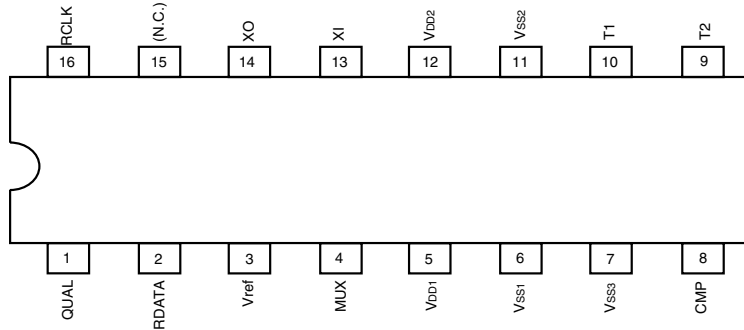 RCLK (N.C.) XO XI VDD2 VSS2 T1 T2
16 15 14 13 12 11 10 9
1 2 3 4 5 6 7 8
QUAL RDATA Vref MUX VDD1 VSS1 VSS3 CMP